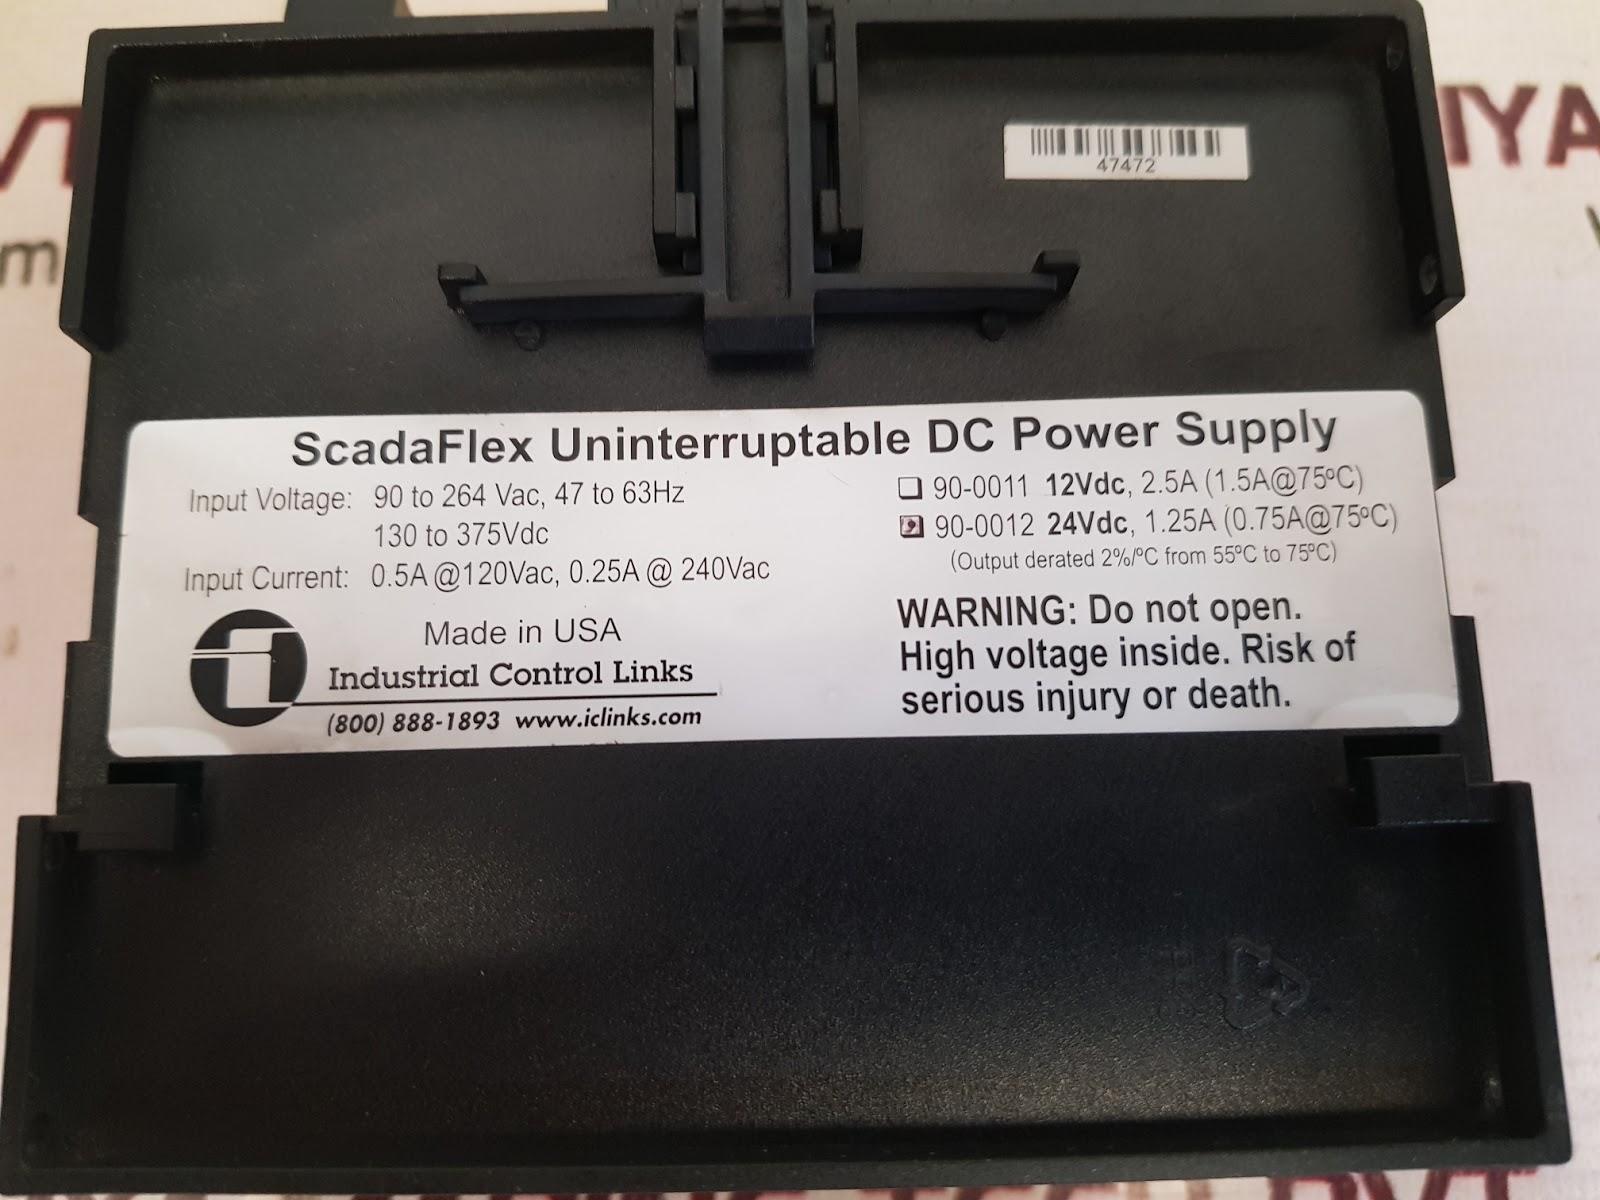 47472
ScadaFlex Uninterruptable DC Power Supply
Input Voltage: 90 to 264 Vac, 47 to 63Hz
130 to 375Vdc
Input Current: 0.5A @120Vac, 0.25A @ 240Vac
Made in USA
Industrial Control Links
(800) 888-1893 www.iclinks.com
90-0011 12Vdc, 2.5A (1.5A@75ºC)
90-0012 24Vdc, 1.25A (0.75A@75ºC)
(Output derated 2%/ºC from 55ºC to 75ºC)
WARNING: Do not open.
High voltage inside. Risk of
serious injury or death.